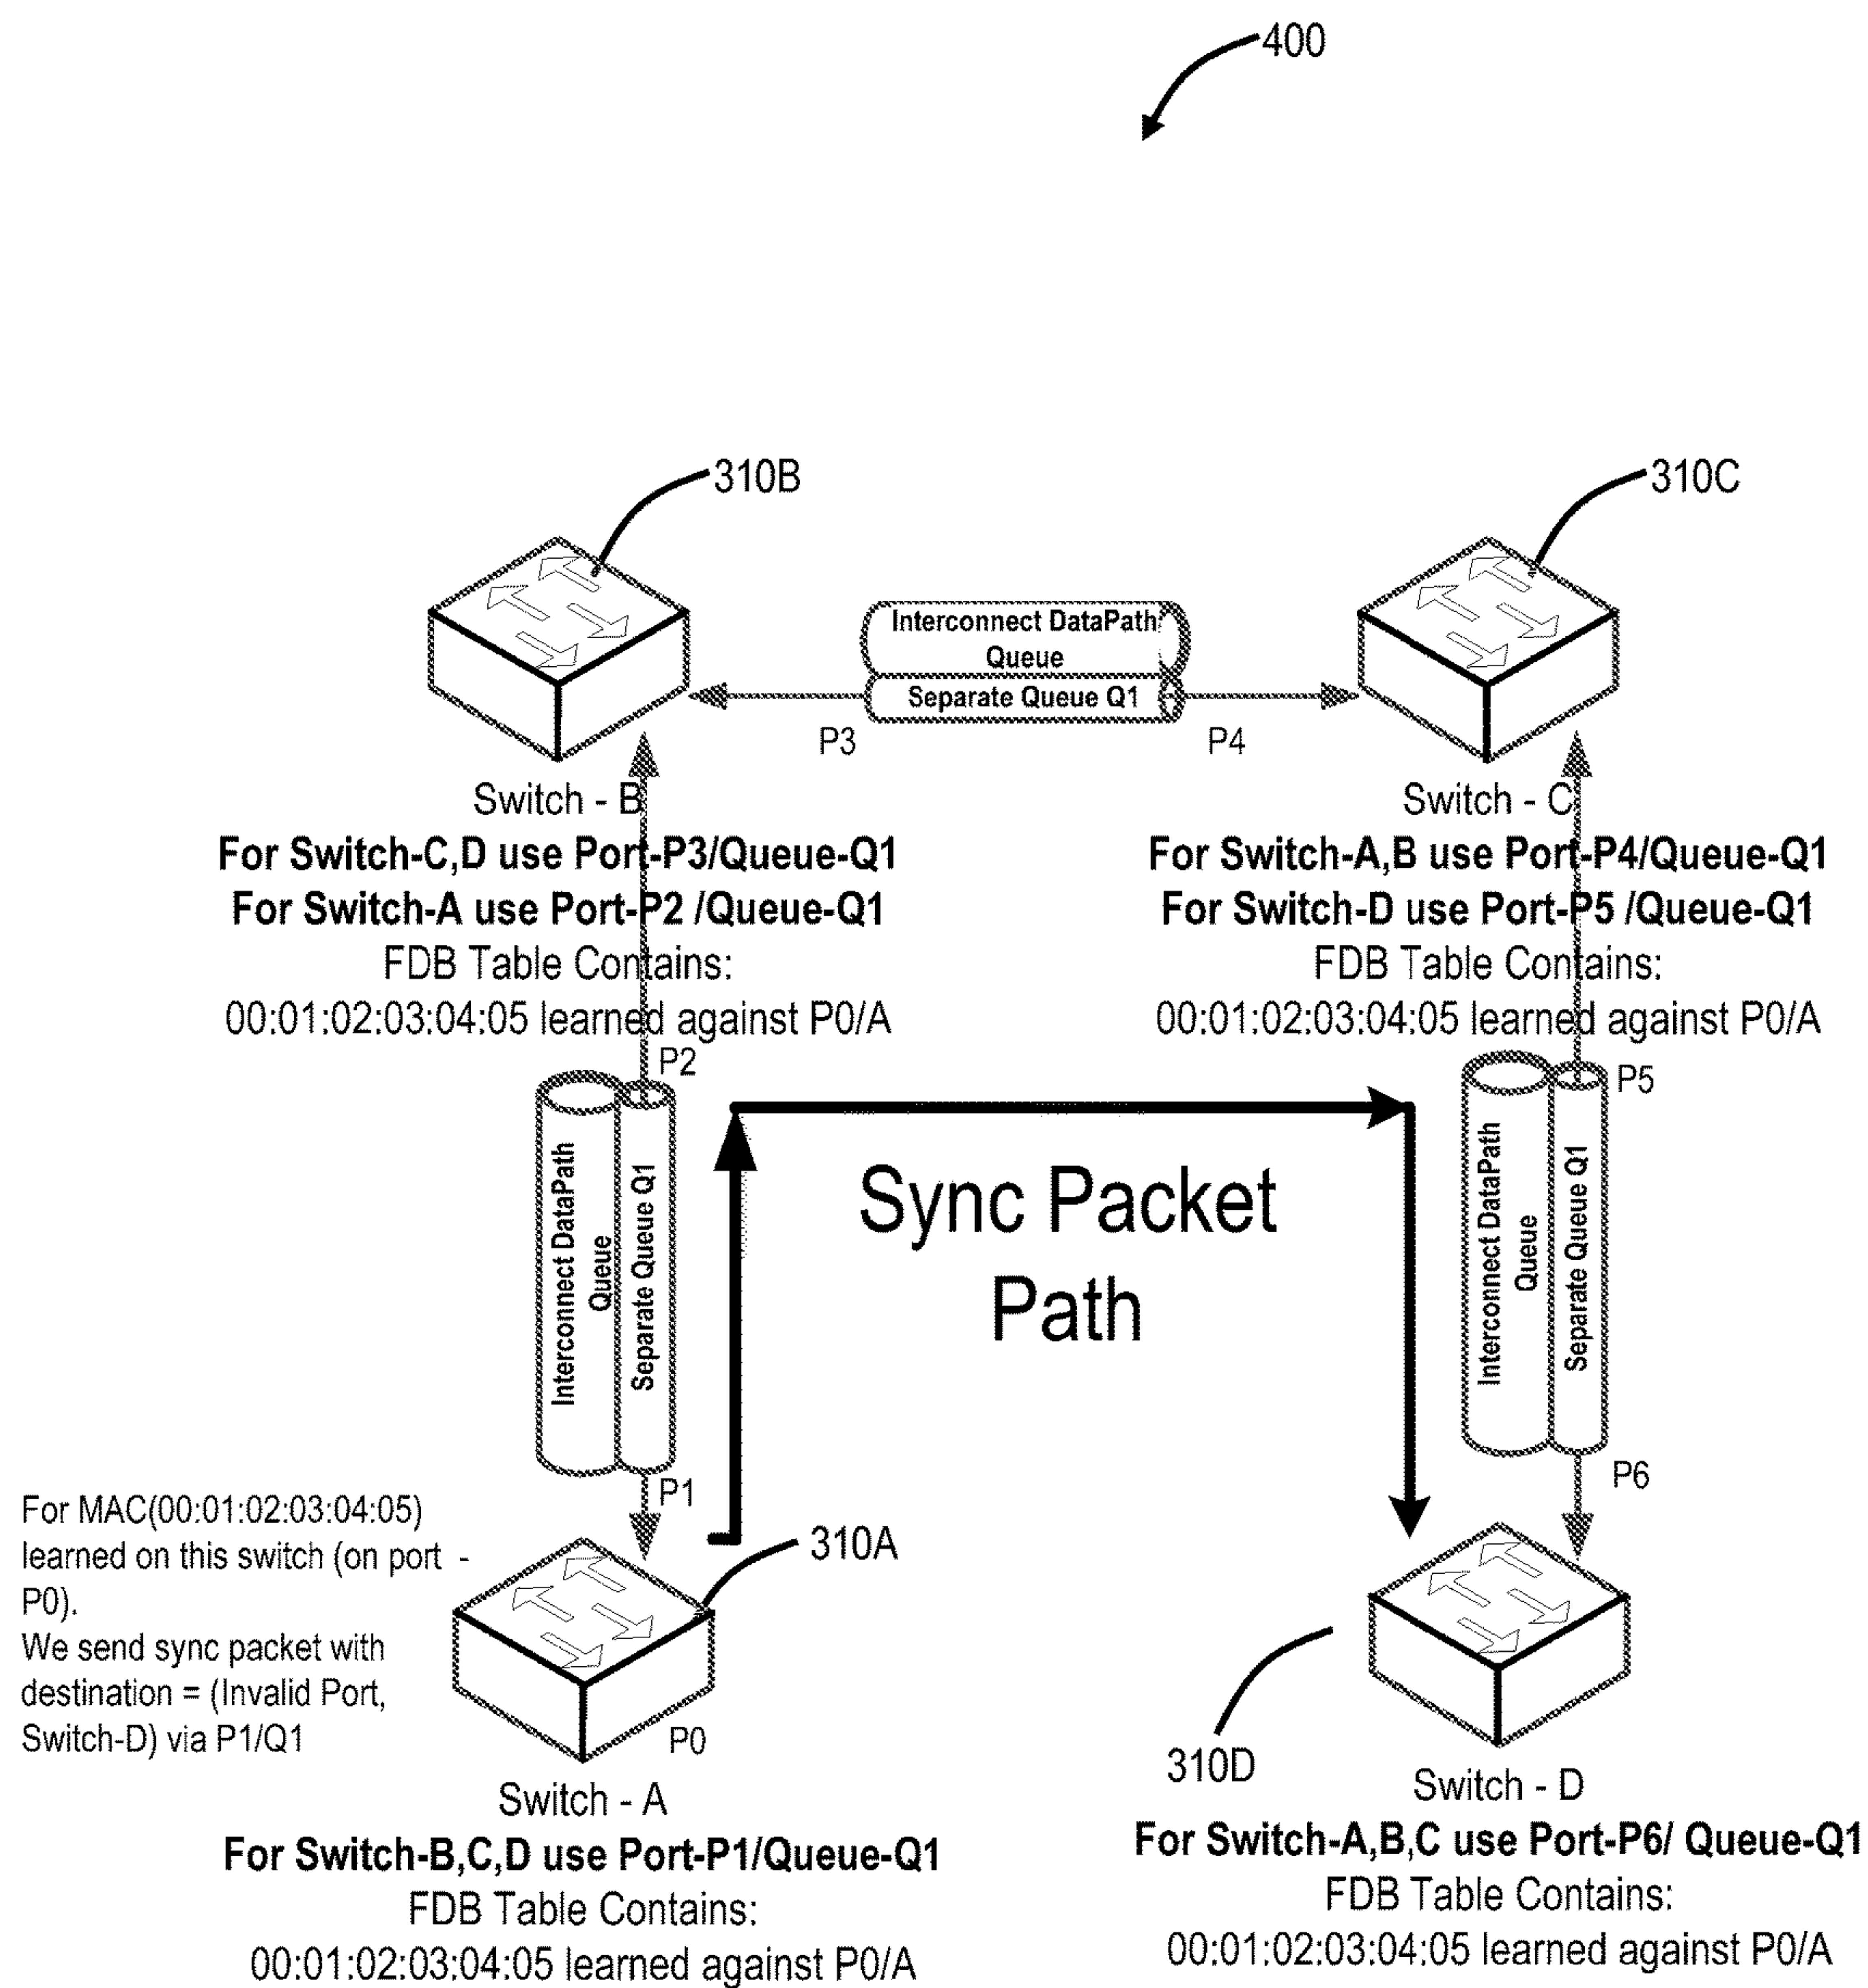 400
310B
310C
Interconnect DataPath
Queue
Separate Queue Q1
P3
P4
Switch - B
For Switch-C,D use Port-P3/Queue-Q1
For Switch-A use Port-P2 /Queue-Q1
FDB Table Contains:
00:01:02:03:04:05 learned against P0/A
Switch - C
For Switch-A,B use Port-P4/Queue-Q1
For Switch-D use Port-P5 /Queue-Q1
FDB Table Contains:
00:01:02:03:04:05 learned against P0/A
P2
Interconnect DataPath
Queue
Separate Queue Q1
P1
Sync Packet
Path
P5
Interconnect DataPath
Queue
Separate Queue Q1
P6
For MAC(00:01:02:03:04:05)
learned on this switch (on port -
P0).
We send sync packet with
destination = (Invalid Port,
Switch-D) via P1/Q1
310A
P0
Switch - A
For Switch-B,C,D use Port-P1/Queue-Q1
FDB Table Contains:
00:01:02:03:04:05 learned against P0/A
310D
Switch - D
For Switch-A,B,C use Port-P6/ Queue-Q1
FDB Table Contains:
00:01:02:03:04:05 learned against P0/A